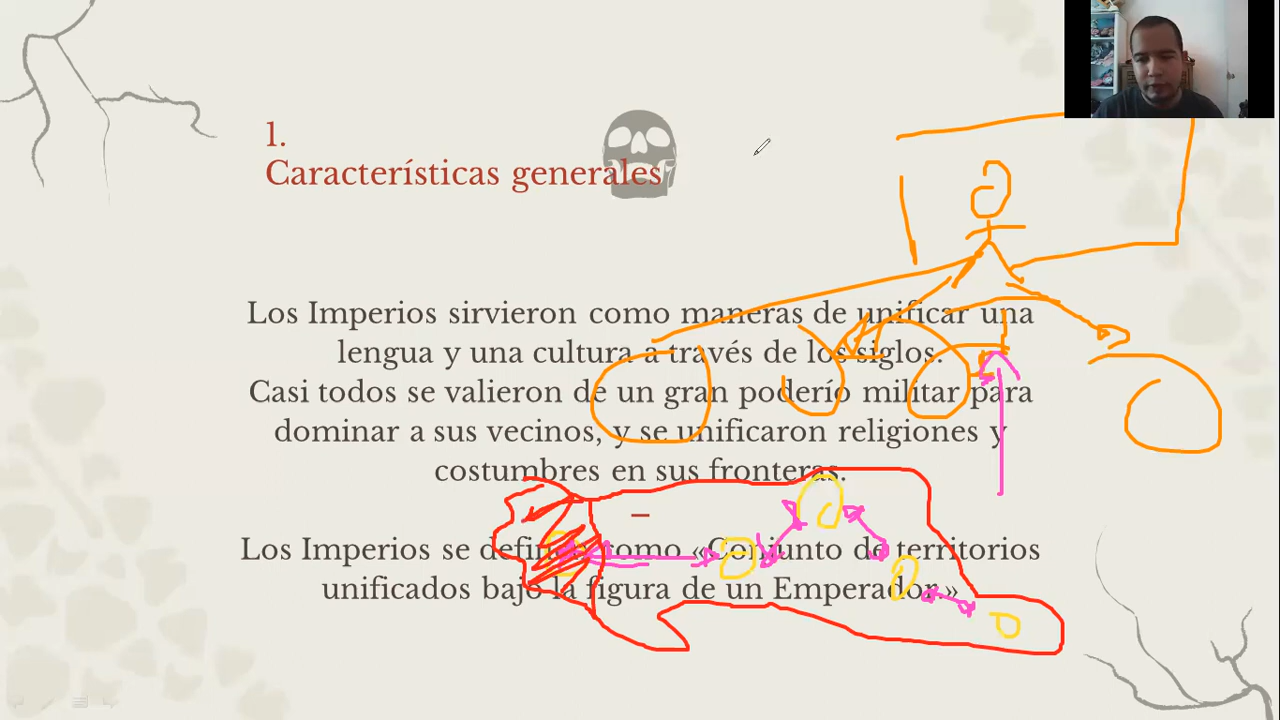 1.
Características generales
Los Imperios sirvieron como maneras de unificar una
lengua y una cultura a través de los siglos.
Casi todos se valieron de un gran poderío militar para
dominar a sus vecinos, y se unificaron religiones y
costumbres en sus fronteras.
–
Los Imperios se definen como «Conjunto de territorios
unificados bajo la figura de un Emperador.»